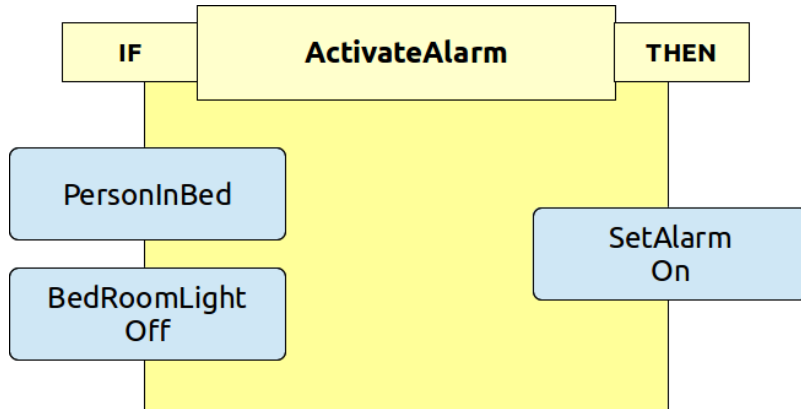 IF
ActivateAlarm
THEN
PersonInBed
BedRoomLight
Off
SetAlarm
On